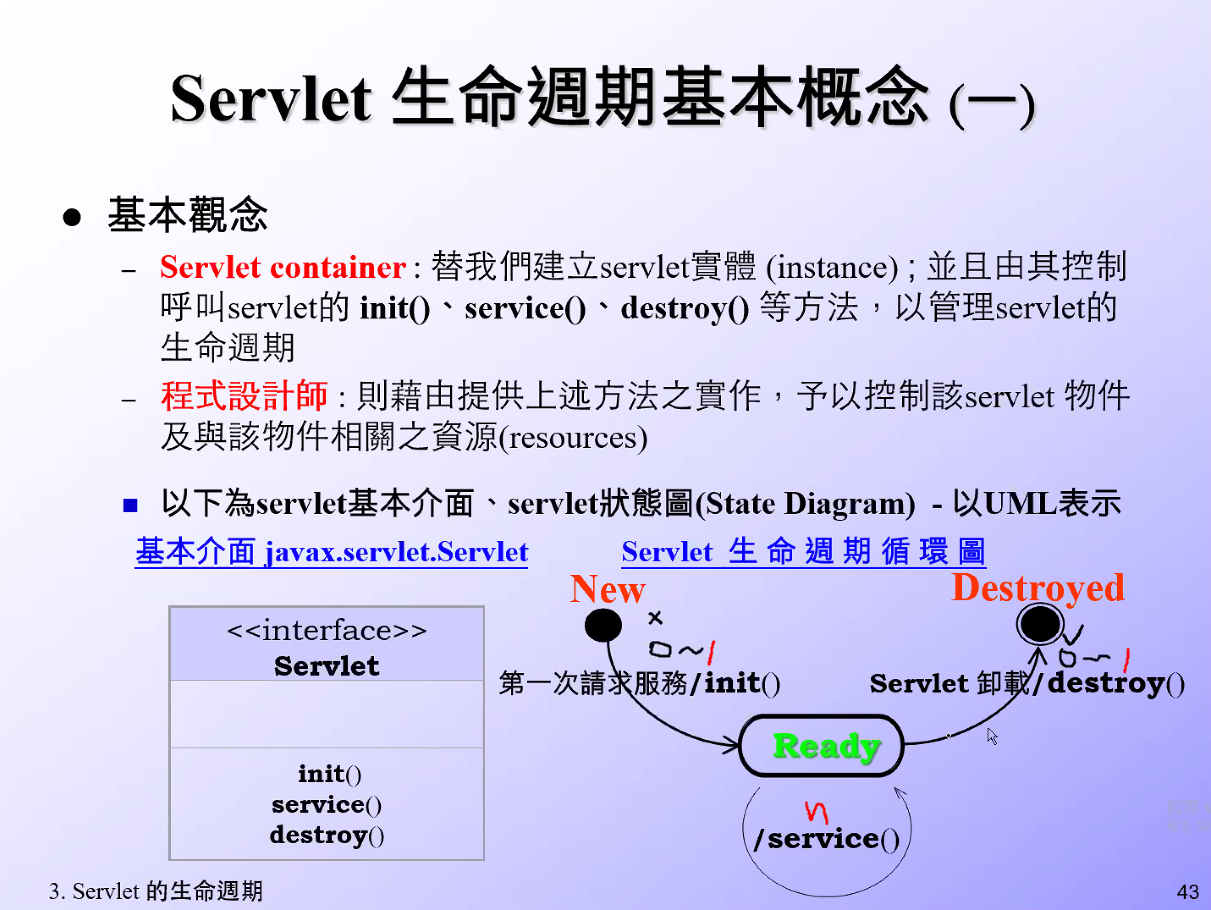 Servlet 生命週期基本概念 (一)
● 基本觀念
– Servlet container : 替我們建立servlet實體 (instance) ; 並且由其控制
呼叫servlet的 init()、service()、destroy() 等方法，以管理servlet的
生命週期
– 程式設計師 : 則藉由提供上述方法之實作，予以控制該servlet 物件
及與該物件相關之資源(resources)
■ 以下為servlet基本介面、servlet狀態圖(State Diagram) - 以UML表示
基本介面 javax.servlet.Servlet
Servlet 生 命 週 期 循 環 圖
New
Destroyed
<<interface>>
Servlet
init()
service()
destroy()
×
0~1
第一次請求服務/init()
0~1
Servlet 卸載/destroy()
Ready
n
/service()
3. Servlet 的生命週期
43